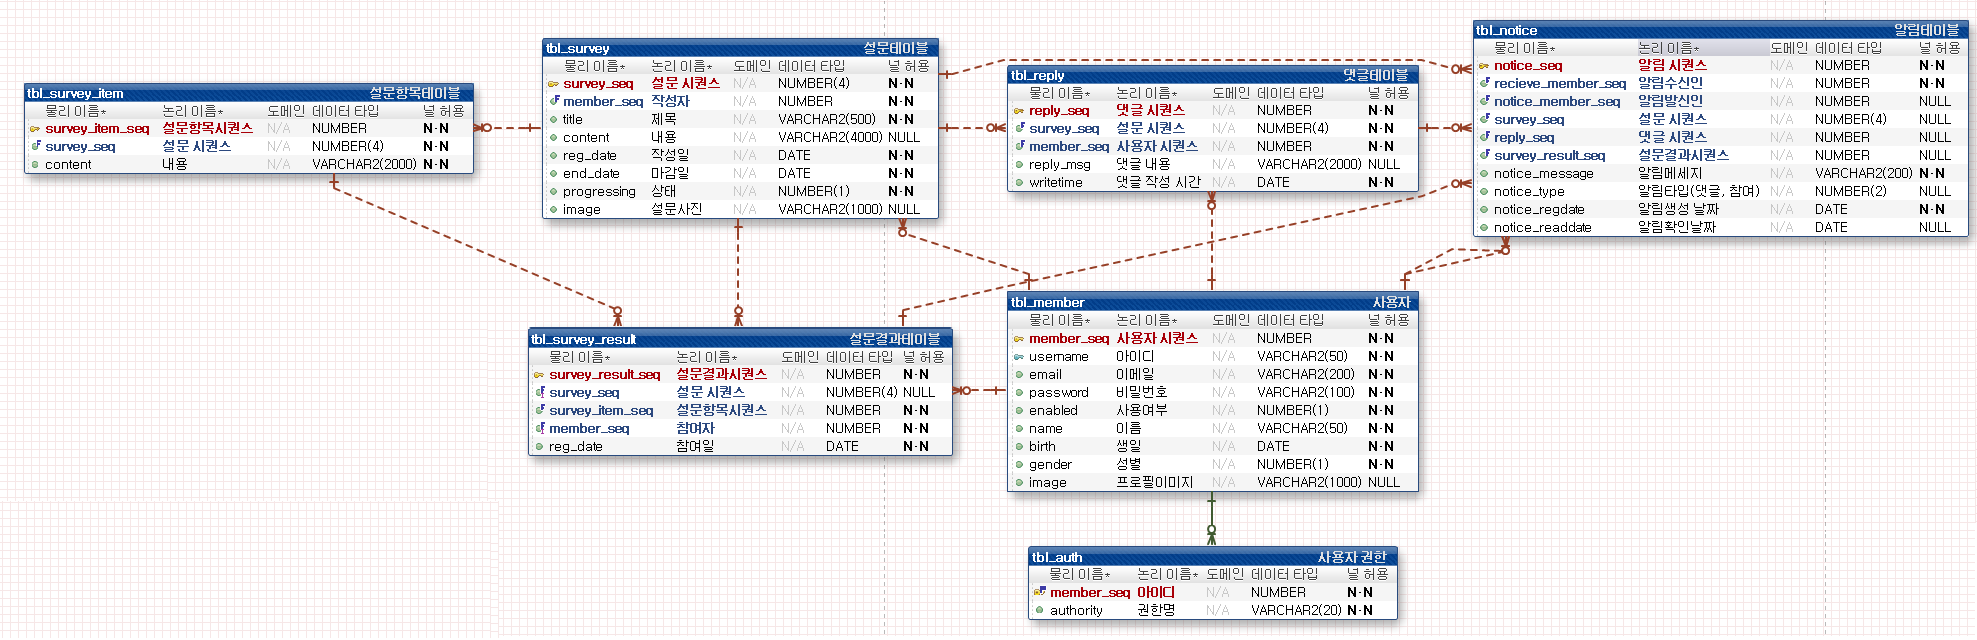 tbl_survey_item 설문항목테이블
물리 이름* 논리 이름* 도메인 데이터 타입 널 허용
survey_item_seq 설문항목시퀀스 N/A NUMBER N·N
survey_seq 설문 시퀀스 N/A NUMBER(4) N·N
content 내용 N/A VARCHAR2(2000) N·N
tbl_survey 설문테이블
물리 이름* 논리 이름* 도메인 데이터 타입 널 허용
survey_seq 설문 시퀀스 N/A NUMBER(4) N·N
member_seq 작성자 N/A NUMBER N·N
title 제목 N/A VARCHAR2(500) N·N
content 내용 N/A VARCHAR2(4000) NULL
reg_date 작성일 N/A DATE N·N
end_date 마감일 N/A DATE N·N
progressing 상태 N/A NUMBER(1) N·N
image 설문사진 N/A VARCHAR2(1000) NULL
tbl_reply 댓글테이블
물리 이름* 논리 이름* 도메인 데이터 타입 널 허용
reply_seq 댓글 시퀀스 N/A NUMBER N·N
survey_seq 설문 시퀀스 N/A NUMBER(4) N·N
member_seq 사용자 시퀀스 N/A NUMBER N·N
reply_msg 댓글 내용 N/A VARCHAR2(2000) NULL
writetime 댓글 작성 시간 N/A DATE N·N
tbl_notice 알림테이블
물리 이름* 논리 이름* 도메인 데이터 타입 널 허용
notice_seq 알림 시퀀스 N/A NUMBER N·N
recieve_member_seq 알림수신인 N/A NUMBER N·N
notice_member_seq 알림발신인 N/A NUMBER NULL
survey_seq 설문 시퀀스 N/A NUMBER(4) NULL
reply_seq 댓글 시퀀스 N/A NUMBER NULL
survey_result_seq 설문결과시퀀스 N/A NUMBER NULL
notice_message 알림메세지 N/A VARCHAR2(200) N·N
notice_type 알림타입(댓글, 참여) N/A NUMBER(2) NULL
notice_regdate 알림생성 날짜 N/A DATE N·N
notice_readdate 알림확인날짜 N/A DATE NULL
tbl_survey_result 설문결과테이블
물리 이름* 논리 이름* 도메인 데이터 타입 널 허용
survey_result_seq 설문결과시퀀스 N/A NUMBER N·N
survey_seq 설문 시퀀스 N/A NUMBER(4) NULL
survey_item_seq 설문항목시퀀스 N/A NUMBER N·N
member_seq 참여자 N/A NUMBER N·N
reg_date 참여일 N/A DATE N·N
tbl_member 사용자
물리 이름* 논리 이름* 도메인 데이터 타입 널 허용
member_seq 사용자 시퀀스 N/A NUMBER N·N
username 아이디 N/A VARCHAR2(50) N·N
email 이메일 N/A VARCHAR2(200) N·N
password 비밀번호 N/A VARCHAR2(100) N·N
enabled 사용여부 N/A NUMBER(1) N·N
name 이름 N/A VARCHAR2(50) N·N
birth 생일 N/A DATE N·N
gender 성별 N/A NUMBER(1) N·N
image 프로필이미지 N/A VARCHAR2(1000) NULL
tbl_auth 사용자 권한
물리 이름* 논리 이름* 도메인 데이터 타입 널 허용
member_seq 아이디 N/A NUMBER N·N
authority 권한명 N/A VARCHAR2(20) N·N